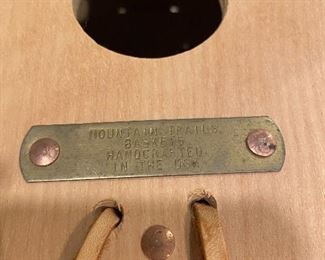 MOUNTAIN TRAILS
BASKETS
HANDCRAFTED
IN THE USA